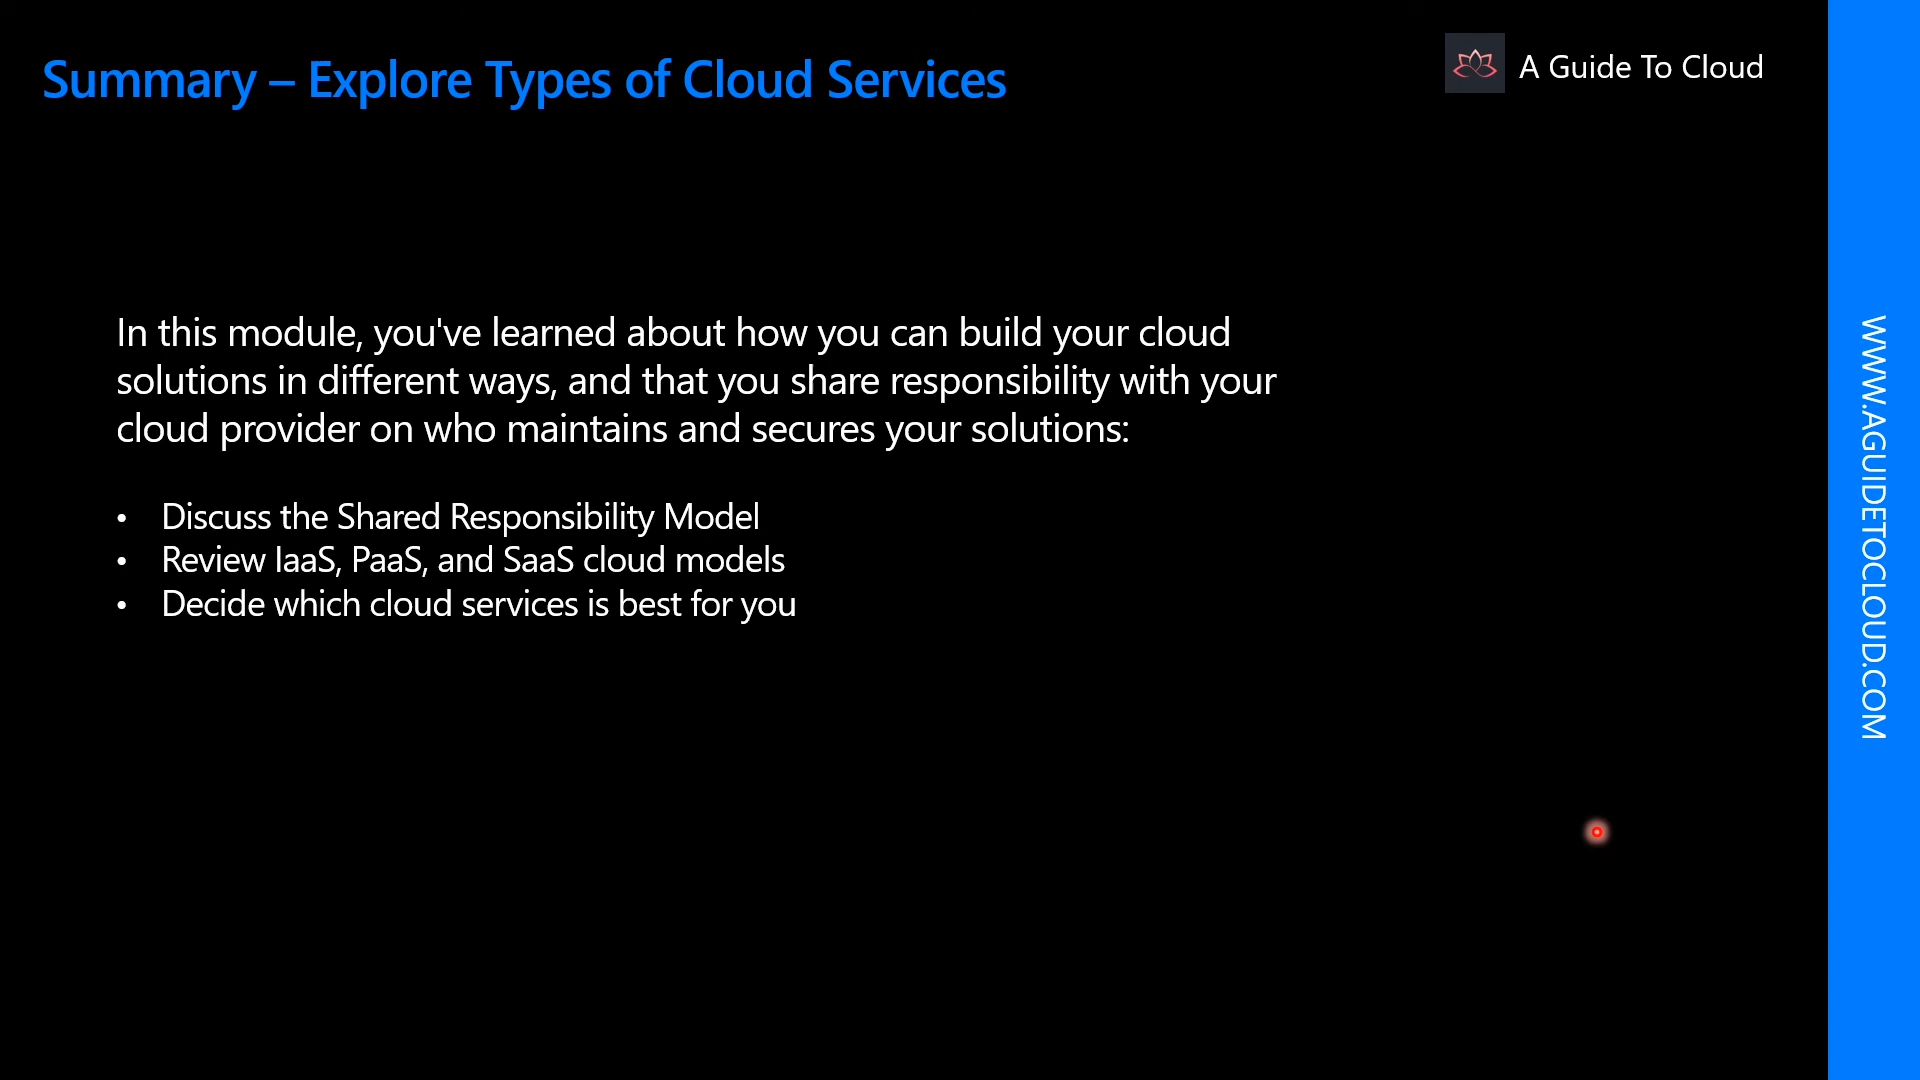 Summary – Explore Types of Cloud Services
A Guide To Cloud
In this module, you've learned about how you can build your cloud
solutions in different ways, and that you share responsibility with your
cloud provider on who maintains and secures your solutions:
• Discuss the Shared Responsibility Model
• Review IaaS, PaaS, and SaaS cloud models
• Decide which cloud services is best for you
WWW.AGUIDETOCLOUD.COM